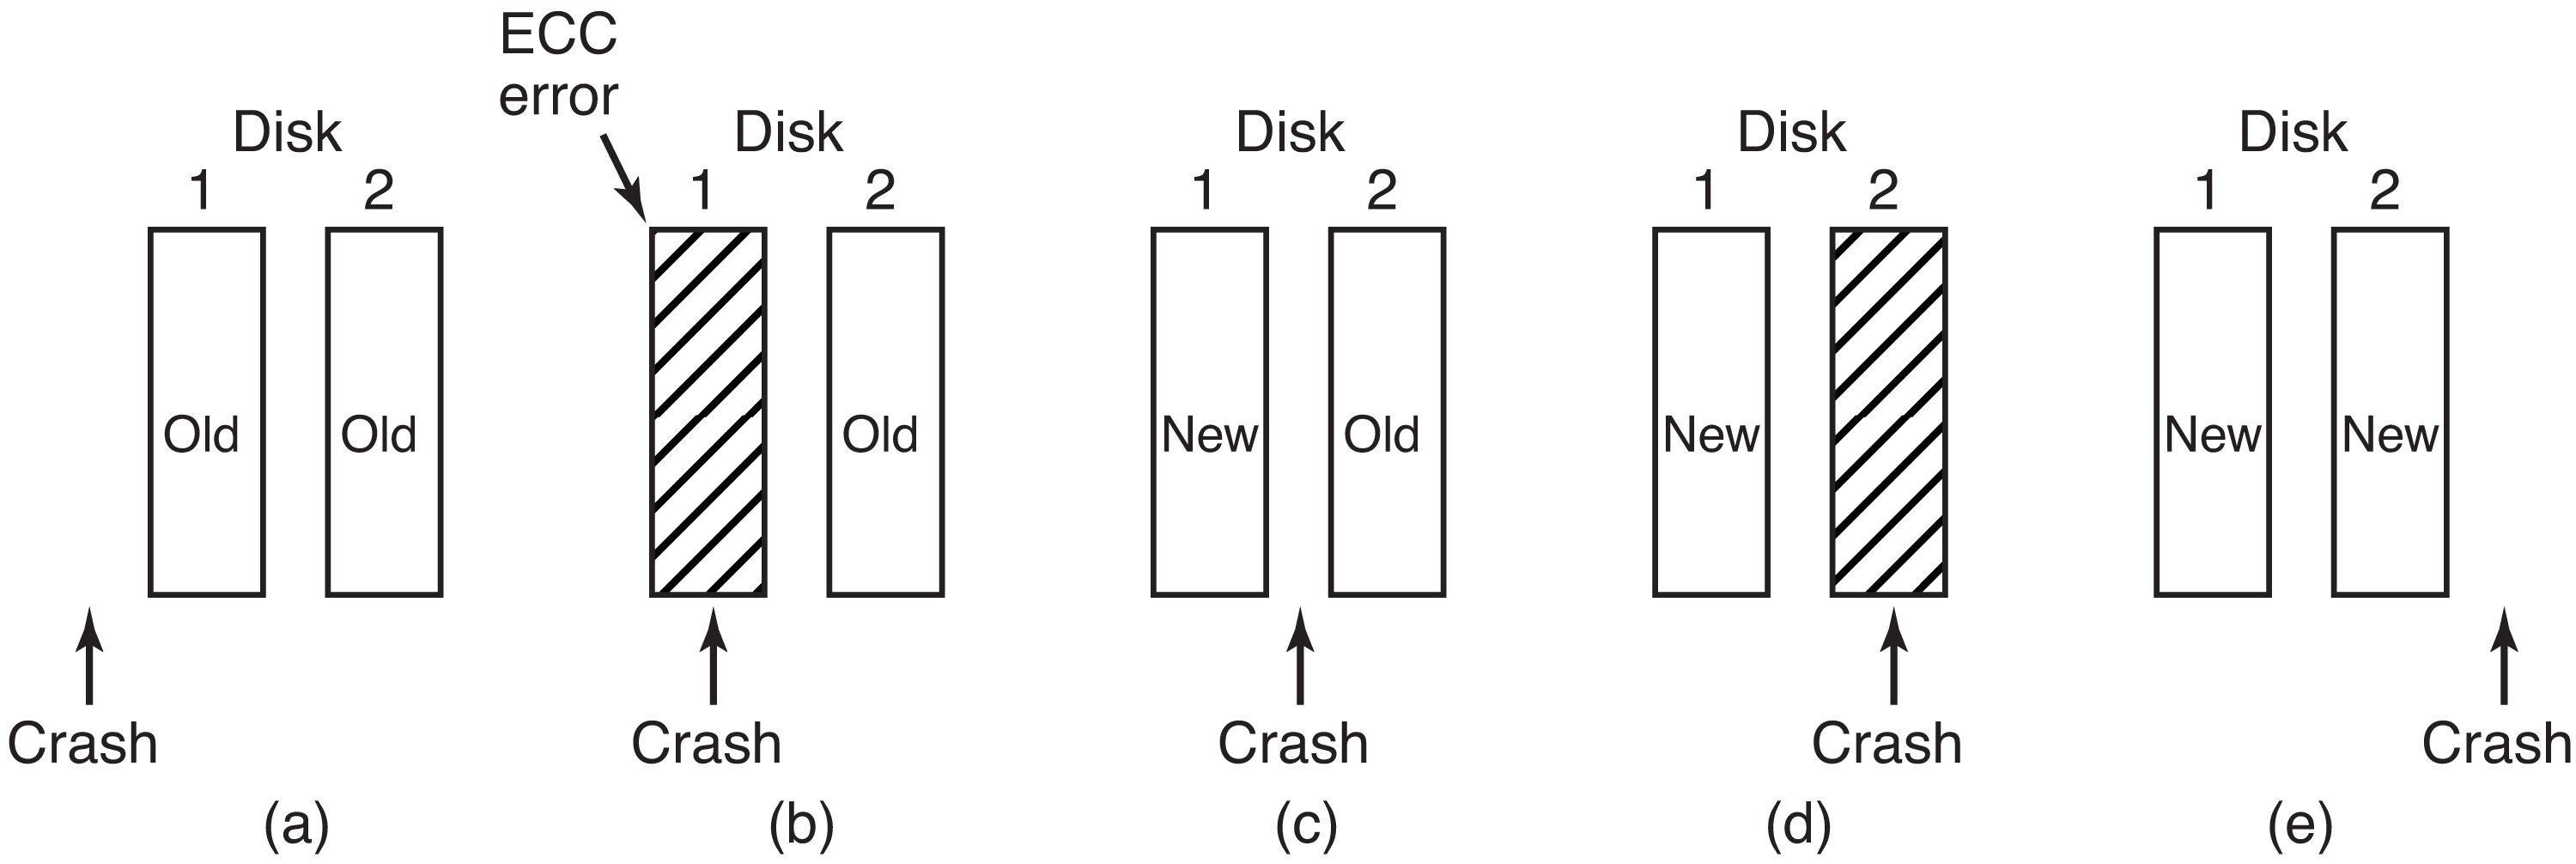 ECC
error
Disk
1 2
Old Old
Crash
(a)
Disk
1 2
Old
Crash
(b)
Disk
1 2
New Old
Crash
(c)
Disk
1 2
New
Crash
(d)
Disk
1 2
New New
Crash
(e)